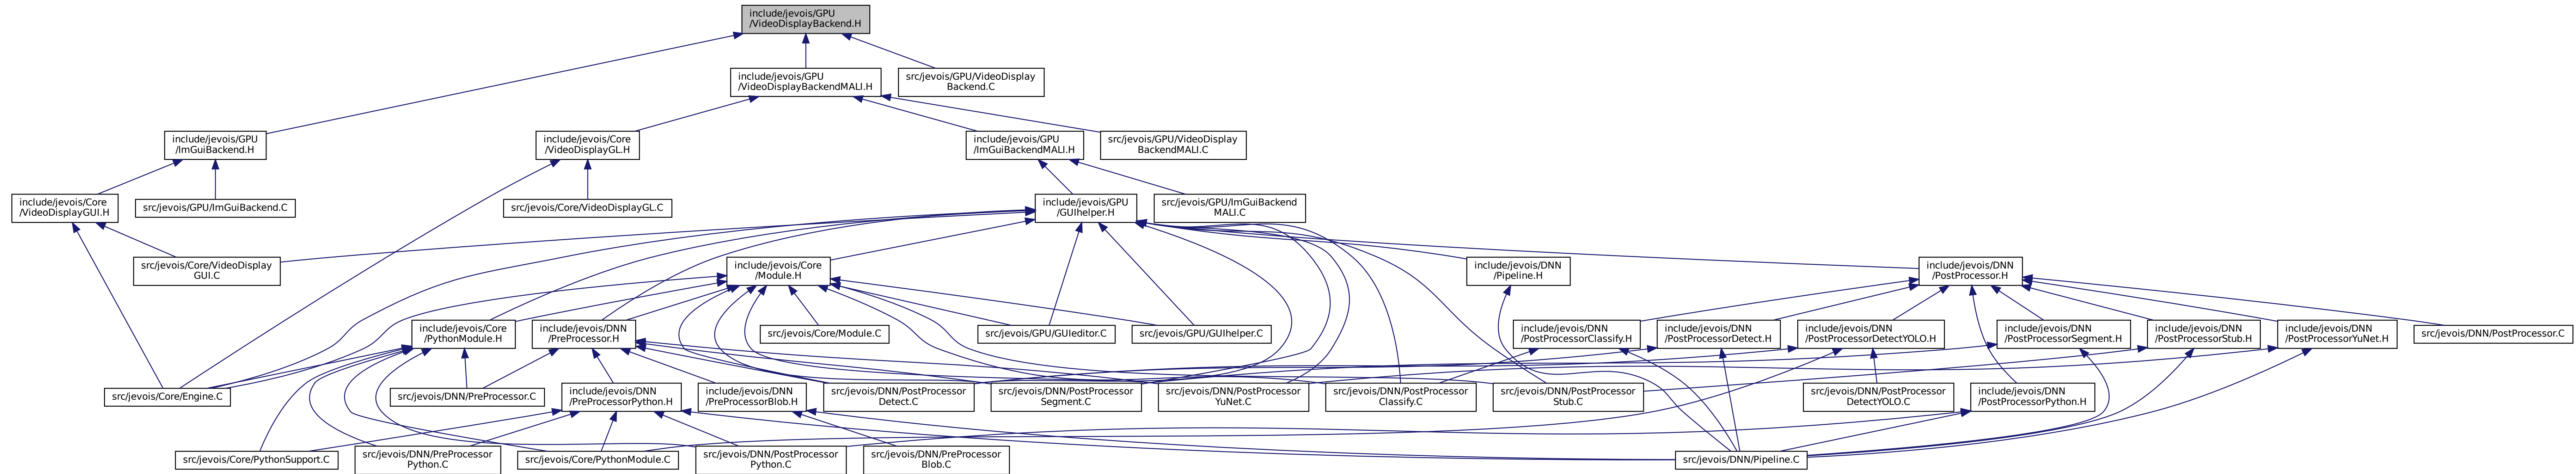 include/jevois/GPU
/VideoDisplayBackend.H
include/jevois/GPU
/VideoDisplayBackendMALI.H
src/jevois/GPU/VideoDisplay
Backend.C
include/jevois/GPU
/ImGuiBackend.H
include/jevois/Core
/VideoDisplayGL.H
include/jevois/GPU
/ImGuiBackendMALI.H
src/jevois/GPU/VideoDisplay
BackendMALI.C
include/jevois/Core
/VideoDisplayGUI.H
src/jevois/GPU/ImGuiBackend.C
src/jevois/Core/VideoDisplayGL.C
include/jevois/GPU
/GUIhelper.H
src/jevois/GPU/ImGuiBackend
MALI.C
src/jevois/Core/VideoDisplay
GUI.C
include/jevois/Core
/Module.H
include/jevois/DNN
/Pipeline.H
include/jevois/DNN
/PostProcessor.H
include/jevois/Core
/PythonModule.H
include/jevois/DNN
/PreProcessor.H
src/jevois/Core/Module.C
src/jevois/GPU/GUIeditor.C
src/jevois/GPU/GUIhelper.C
include/jevois/DNN
/PostProcessorClassify.H
include/jevois/DNN
/PostProcessorDetect.H
include/jevois/DNN
/PostProcessorDetectYOLO.H
include/jevois/DNN
/PostProcessorSegment.H
include/jevois/DNN
/PostProcessorStub.H
include/jevois/DNN
/PostProcessorYuNet.H
src/jevois/DNN/PostProcessor.C
src/jevois/Core/Engine.C
src/jevois/DNN/PreProcessor.C
include/jevois/DNN
/PreProcessorPython.H
include/jevois/DNN
/PreProcessorBlob.H
src/jevois/DNN/PostProcessor
Detect.C
src/jevois/DNN/PostProcessor
Segment.C
src/jevois/DNN/PostProcessor
YuNet.C
src/jevois/DNN/PostProcessor
Classify.C
src/jevois/DNN/PostProcessor
Stub.C
src/jevois/DNN/PostProcessor
DetectYOLO.C
include/jevois/DNN
/PostProcessorPython.H
src/jevois/Core/PythonSupport.C
src/jevois/DNN/PreProcessor
Python.C
src/jevois/Core/PythonModule.C
src/jevois/DNN/PostProcessor
Python.C
src/jevois/DNN/PreProcessor
Blob.C
src/jevois/DNN/Pipeline.C